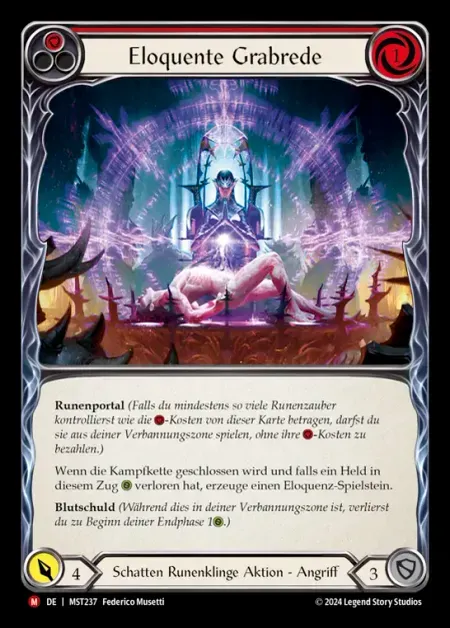 Eloquente Grabrede
1
Runenportal (Falls du mindestens so viele Runenzauber
kontrollierst wie die -Kosten von dieser Karte betragen, darfst du
sie aus deiner Verbannungszone spielen, ohne ihre -Kosten zu
bezahlen.)
Wenn die Kampfkette geschlossen wird und falls ein Held in
diesem Zug verloren hat, erzeuge einen Eloquenz-Spielstein.
Blutschuld (Während dies in deiner Verbannungszone ist, verlierst
du zu Beginn deiner Endphase 1.)
4
Schatten Runenklinge Aktion - Angriff
3
M DE | MST237 Federico Musetti
© 2024 Legend Story Studios